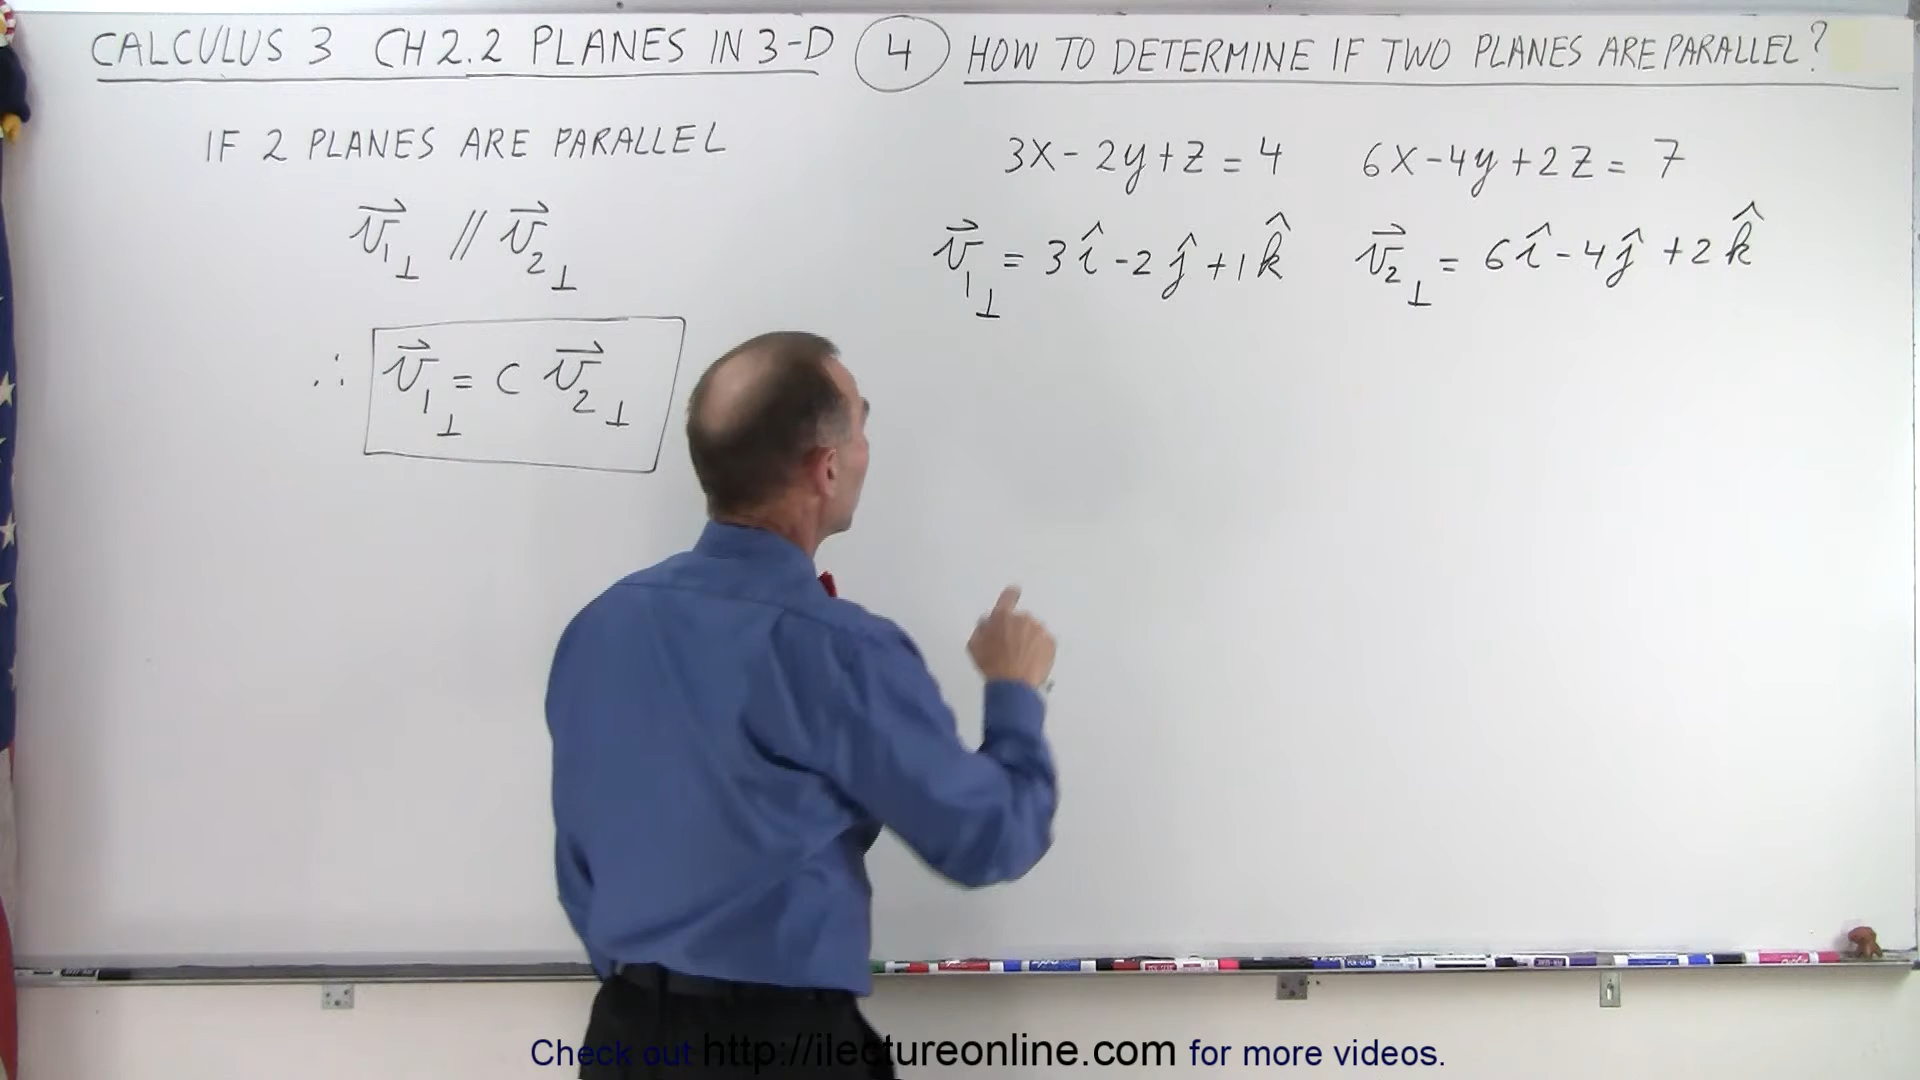 CALCULUS 3 CH 2.2 PLANES IN 3-D 4 HOW TO DETERMINE IF TWO PLANES ARE PARALLEL?
IF 2 PLANES ARE PARALLEL
v⃗₁⊥ // v⃗₂⊥
∴ v⃗₁⊥ = C v⃗₂⊥
3x - 2y + z = 4 6x - 4y + 2z = 7
v⃗₁⊥ = 3î - 2ĵ + 1k̂ v⃗₂⊥ = 6î - 4ĵ + 2k̂
Check out http://ilectureonline.com for more videos.